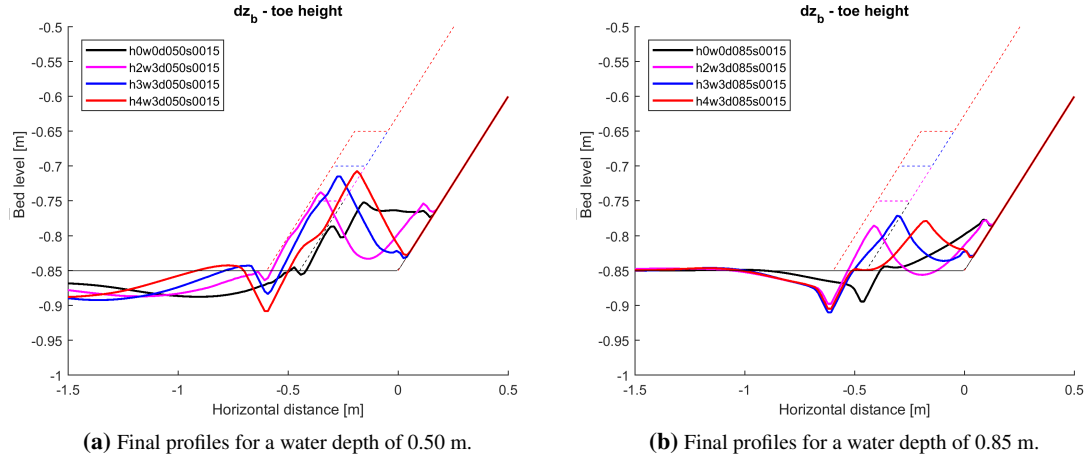 dz_b - toe height
h0w0d050s0015
h2w3d050s0015
h3w3d050s0015
h4w3d050s0015
Bed level [m]
-0.5
-0.55
-0.6
-0.65
-0.7
-0.75
-0.8
-0.85
-0.9
-0.95
-1
-1.5
-1
-0.5
0
0.5
Horizontal distance [m]
(a) Final profiles for a water depth of 0.50 m.
dz_b - toe height
h0w0d085s0015
h2w3d085s0015
h3w3d085s0015
h4w3d085s0015
Bed level [m]
-0.5
-0.55
-0.6
-0.65
-0.7
-0.75
-0.8
-0.85
-0.9
-0.95
-1
-1.5
-1
-0.5
0
0.5
Horizontal distance [m]
(b) Final profiles for a water depth of 0.85 m.